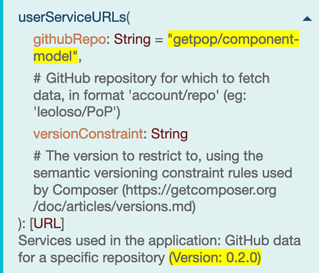 userServiceURLs(
githubRepo: String = "getpop/component-
model",
# GitHub repository for which to fetch
data, in format 'account/repo' (eg:
'leoloso/PoP')
versionConstraint: String
# The version to restrict to, using the
semantic versioning constraint rules used
by Composer (https://getcomposer.org
/doc/articles/versions.md)
): [URL]
Services used in the application: GitHub data
for a specific repository (Version: 0.2.0)